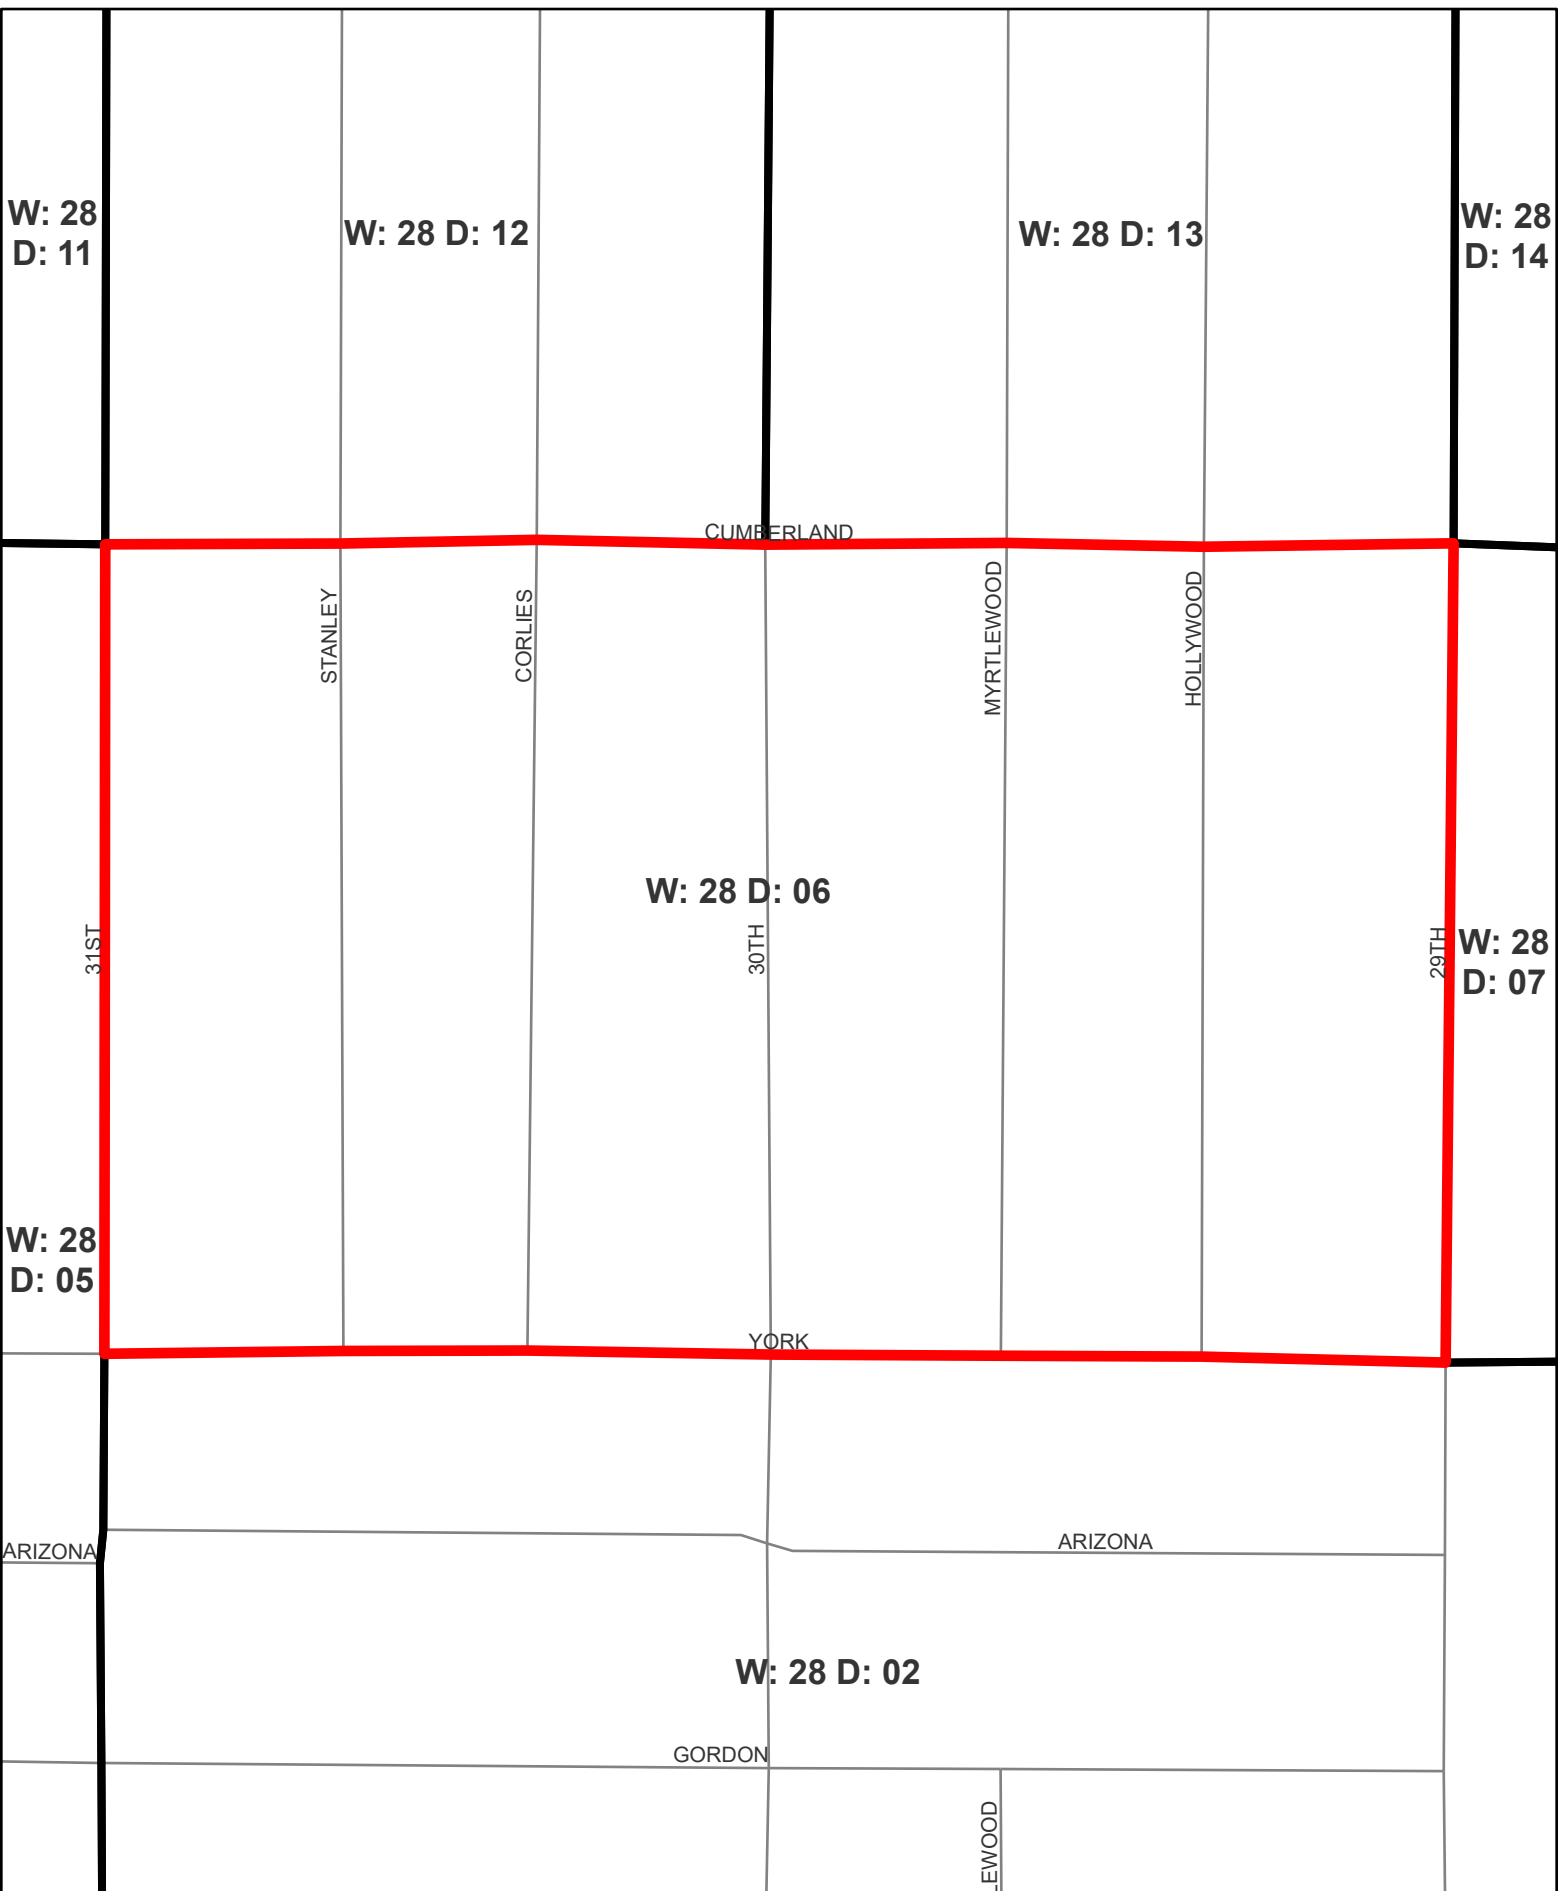 W: 28
D: 11
W: 28 D: 12
W: 28 D: 13
W: 28
D: 14
CUMBERLAND
STANLEY
CORLIES
MYRTLEWOOD
HOLLYWOOD
W: 28 D: 06
31ST
30TH
29TH
W: 28
D: 07
W: 28
D: 05
YORK
ARIZONA
ARIZONA
W: 28 D: 02
GORDON
LEWOOD